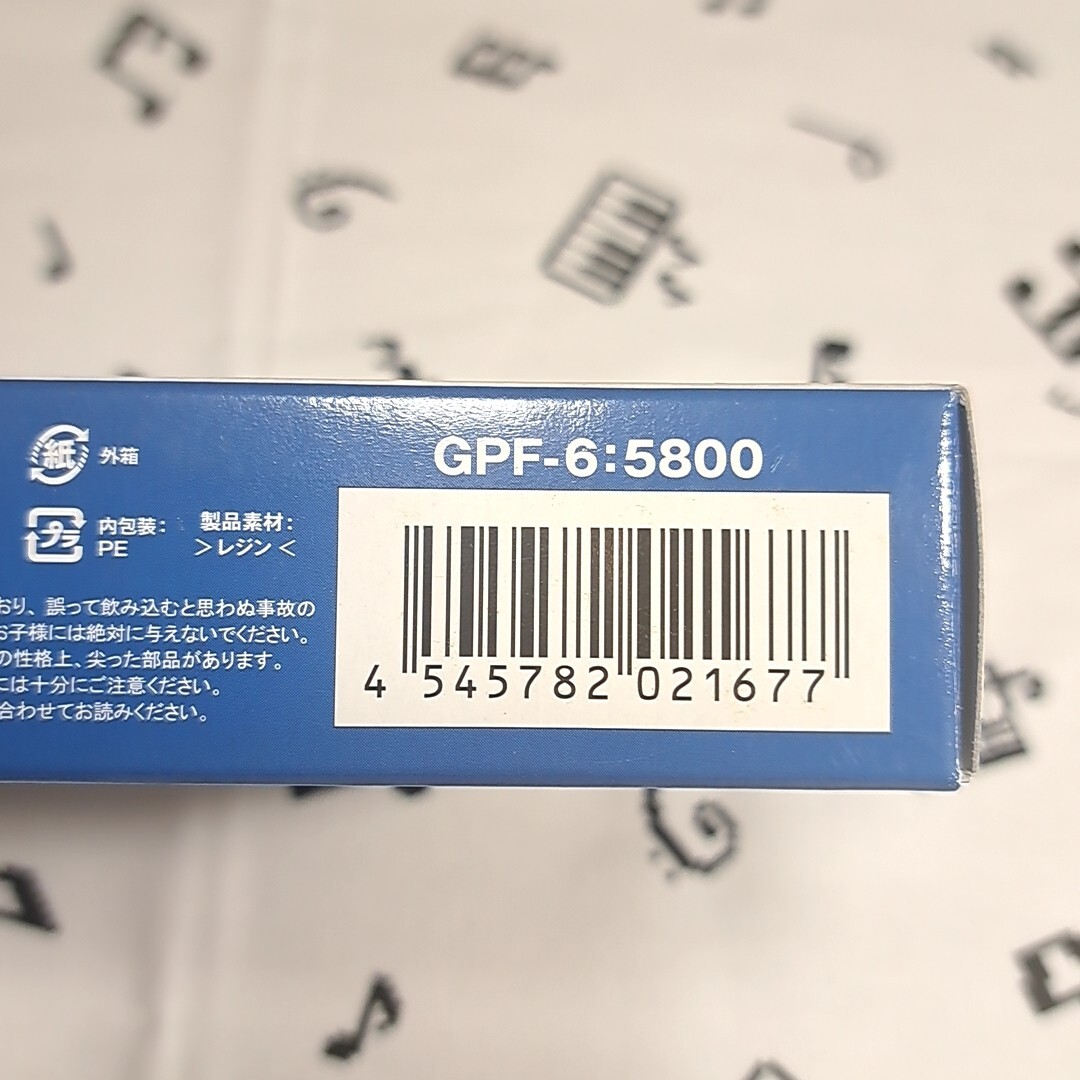 GPF-6:5800
紙 外箱
プラ 内包装:
PE
製品素材:
＞レジン＜
おり、誤って飲み込むと思わぬ事故の
お子様には絶対に与えないでください。
の性格上、尖った部品があります。
には十分にご注意ください。
合わせてお読みください。
4 545782 021677